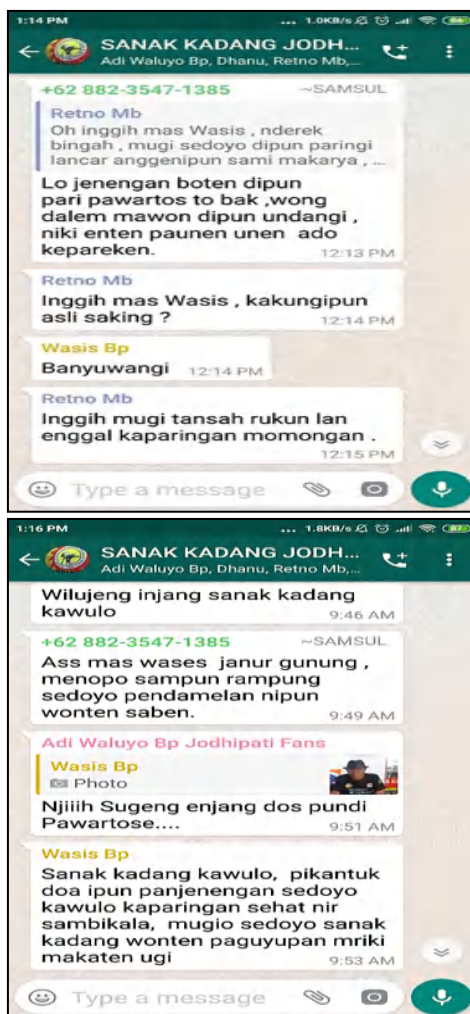 1:14 PM
... 1.0KB/s
86
SANAK KADANG JODH...
Adi Waluyo Bp, Dhanu, Retno Mb,...
+62 882-3547-1385 ~SAMSUL
Retno Mb
Oh inggih mas Wasis , nderek
bingah , mugi sedoyo dipun paringi
lancar anggenipun sami makarya , ...
Lo jenengan boten dipun
pari pawartos to bak ,wong
dalem mawon dipun undangi ,
niki enten paunen unen ado
kepareken.
12:13 PM
Retno Mb
Inggih mas Wasis , kakungipun
asli saking ?
12:14 PM
Wasis Bp
Banyuwangi 12:14 PM
Retno Mb
Inggih mugi tansah rukun lan
enggal kaparingan momongan .
12:15 PM
Type a message
1:16 PM
... 1.8KB/s
87
SANAK KADANG JODH...
Adi Waluyo Bp, Dhanu, Retno Mb,...
Wilujeng injang sanak kadang
kawulo 9:46 AM
+62 882-3547-1385 ~SAMSUL
Ass mas wases janur gunung ,
menopo sampun rampung
sedoyo pendamelan nipun
wonten saben. 9:49 AM
Adi Waluyo Bp Jodhipati Fans
Wasis Bp
Photo
Njiiih Sugeng enjang dos pundi
Pawartose.... 9:51 AM
Wasis Bp
Sanak kadang kawulo, pikantuk
doa ipun panjenengan sedoyo
kawulo kaparingan sehat nir
sambikala, mugio sedoyo sanak
kadang wonten paguyupan mriki
makaten ugi 9:53 AM
Type a message